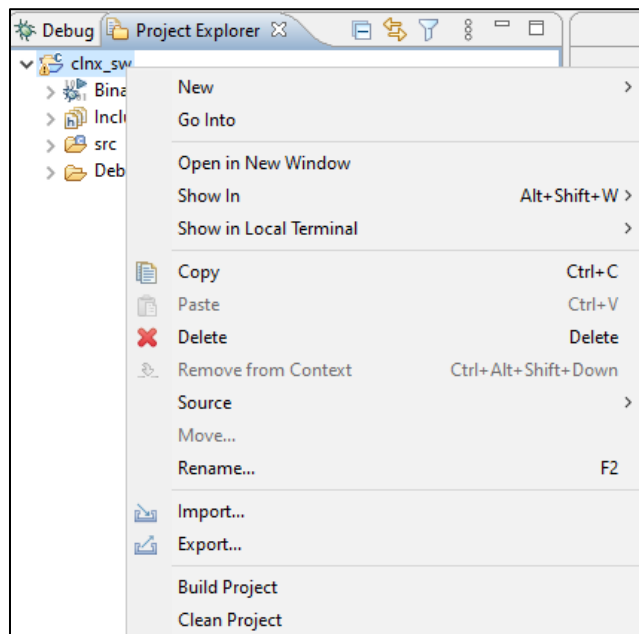 Debug Project Explorer
clnx_sw
Bina
Inclu
src
Deb
New
Go Into
Open in New Window
Show In Alt+Shift+W >
Show in Local Terminal
Copy Ctrl+C
Paste Ctrl+V
Delete Delete
Remove from Context Ctrl+Alt+Shift+Down
Source
Move...
Rename... F2
Import...
Export...
Build Project
Clean Project